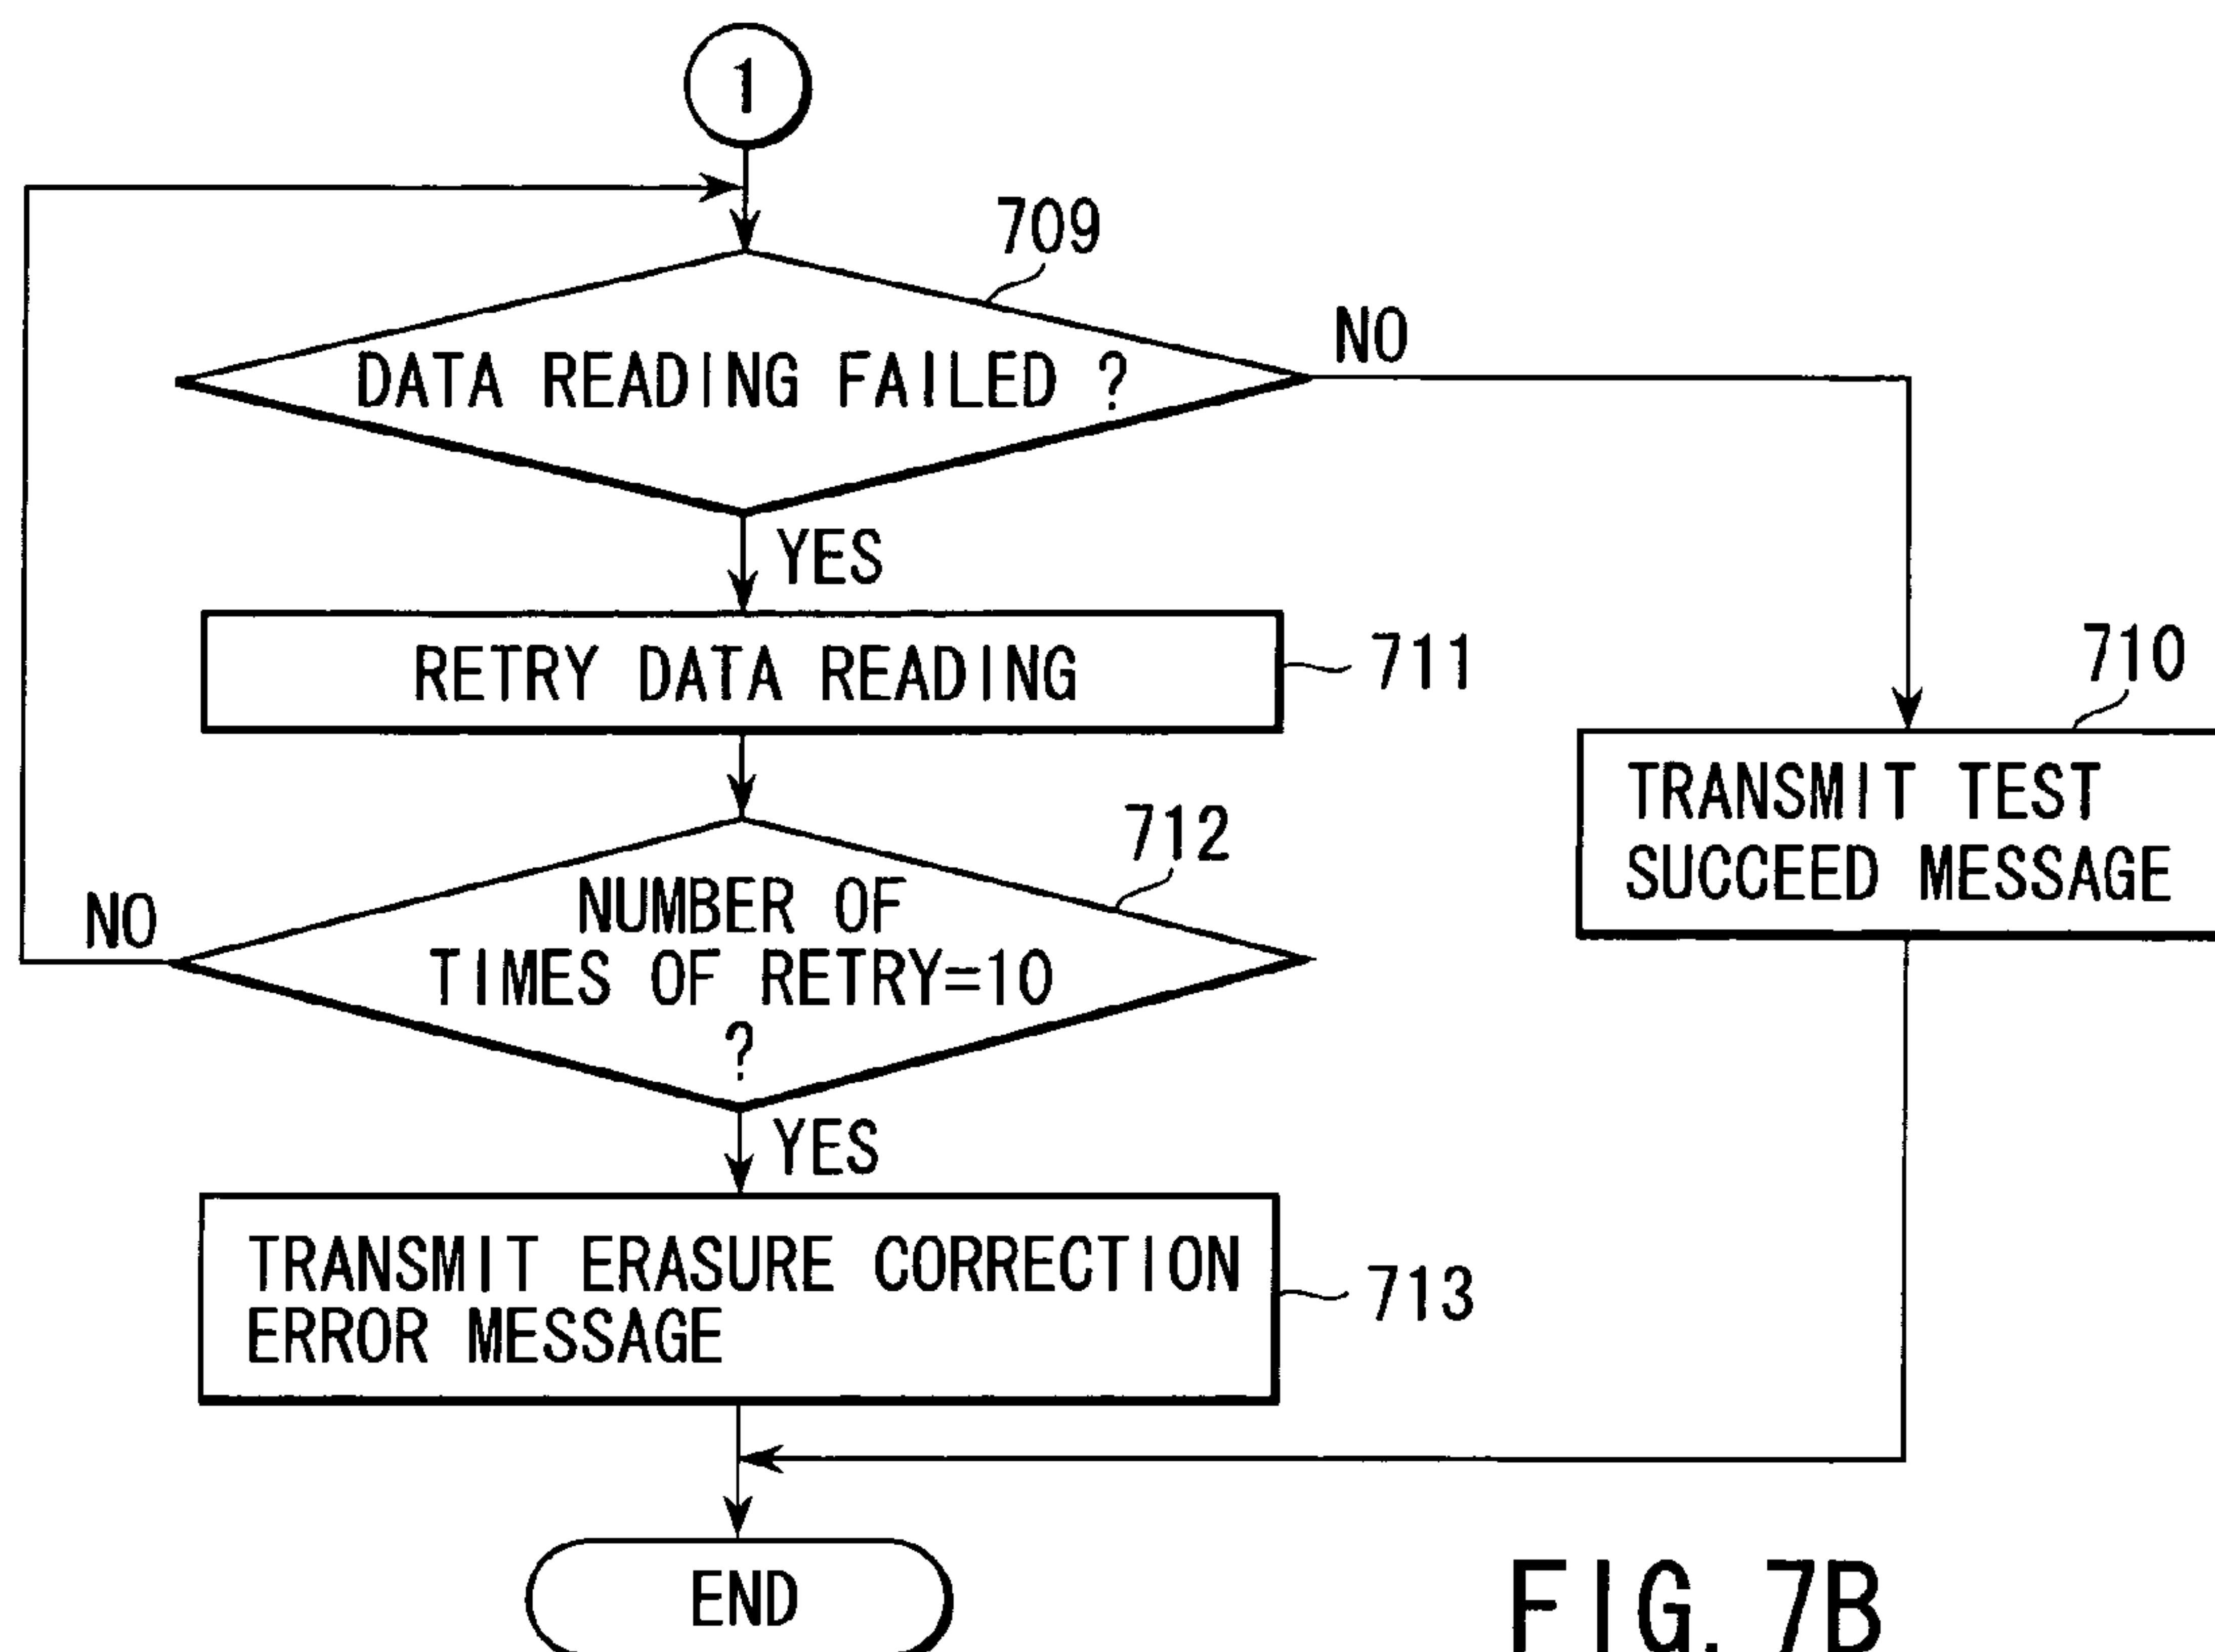 1
709
DATA READING FAILED ?
NO
YES
RETRY DATA READING
711
710
TRANSMIT TEST
SUCCEED MESSAGE
712
NUMBER OF
TIMES OF RETRY=10
?
NO
YES
TRANSMIT ERASURE CORRECTION
ERROR MESSAGE
713
END
FIG. 7B